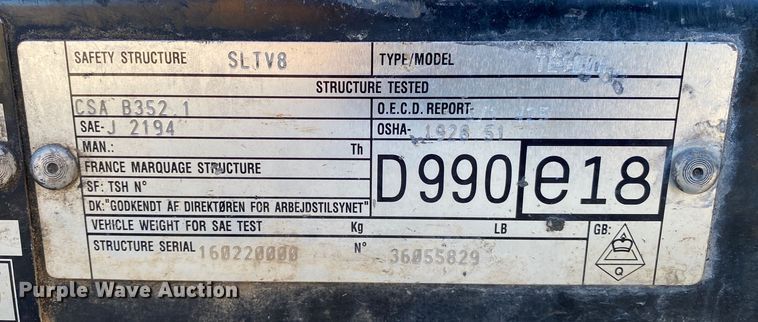 SAFETY STRUCTURE SLTV8 TYPE/MODEL
STRUCTURE TESTED
CSA B352 1 O.E.C.D. REPORT-
SAE-J 2194 OSHA- 1928 51
MAN.: Th
FRANCE MARQUAGE STRUCTURE
SF: TSH N°
D990 e18
DK:"GODKENDT AF DIREKTØREN FOR ARBEJDSTILSYNET"
VEHICLE WEIGHT FOR SAE TEST Kg LB GB:
STRUCTURE SERIAL 160220000 N° 36055829
Q
Purple Wave Auction